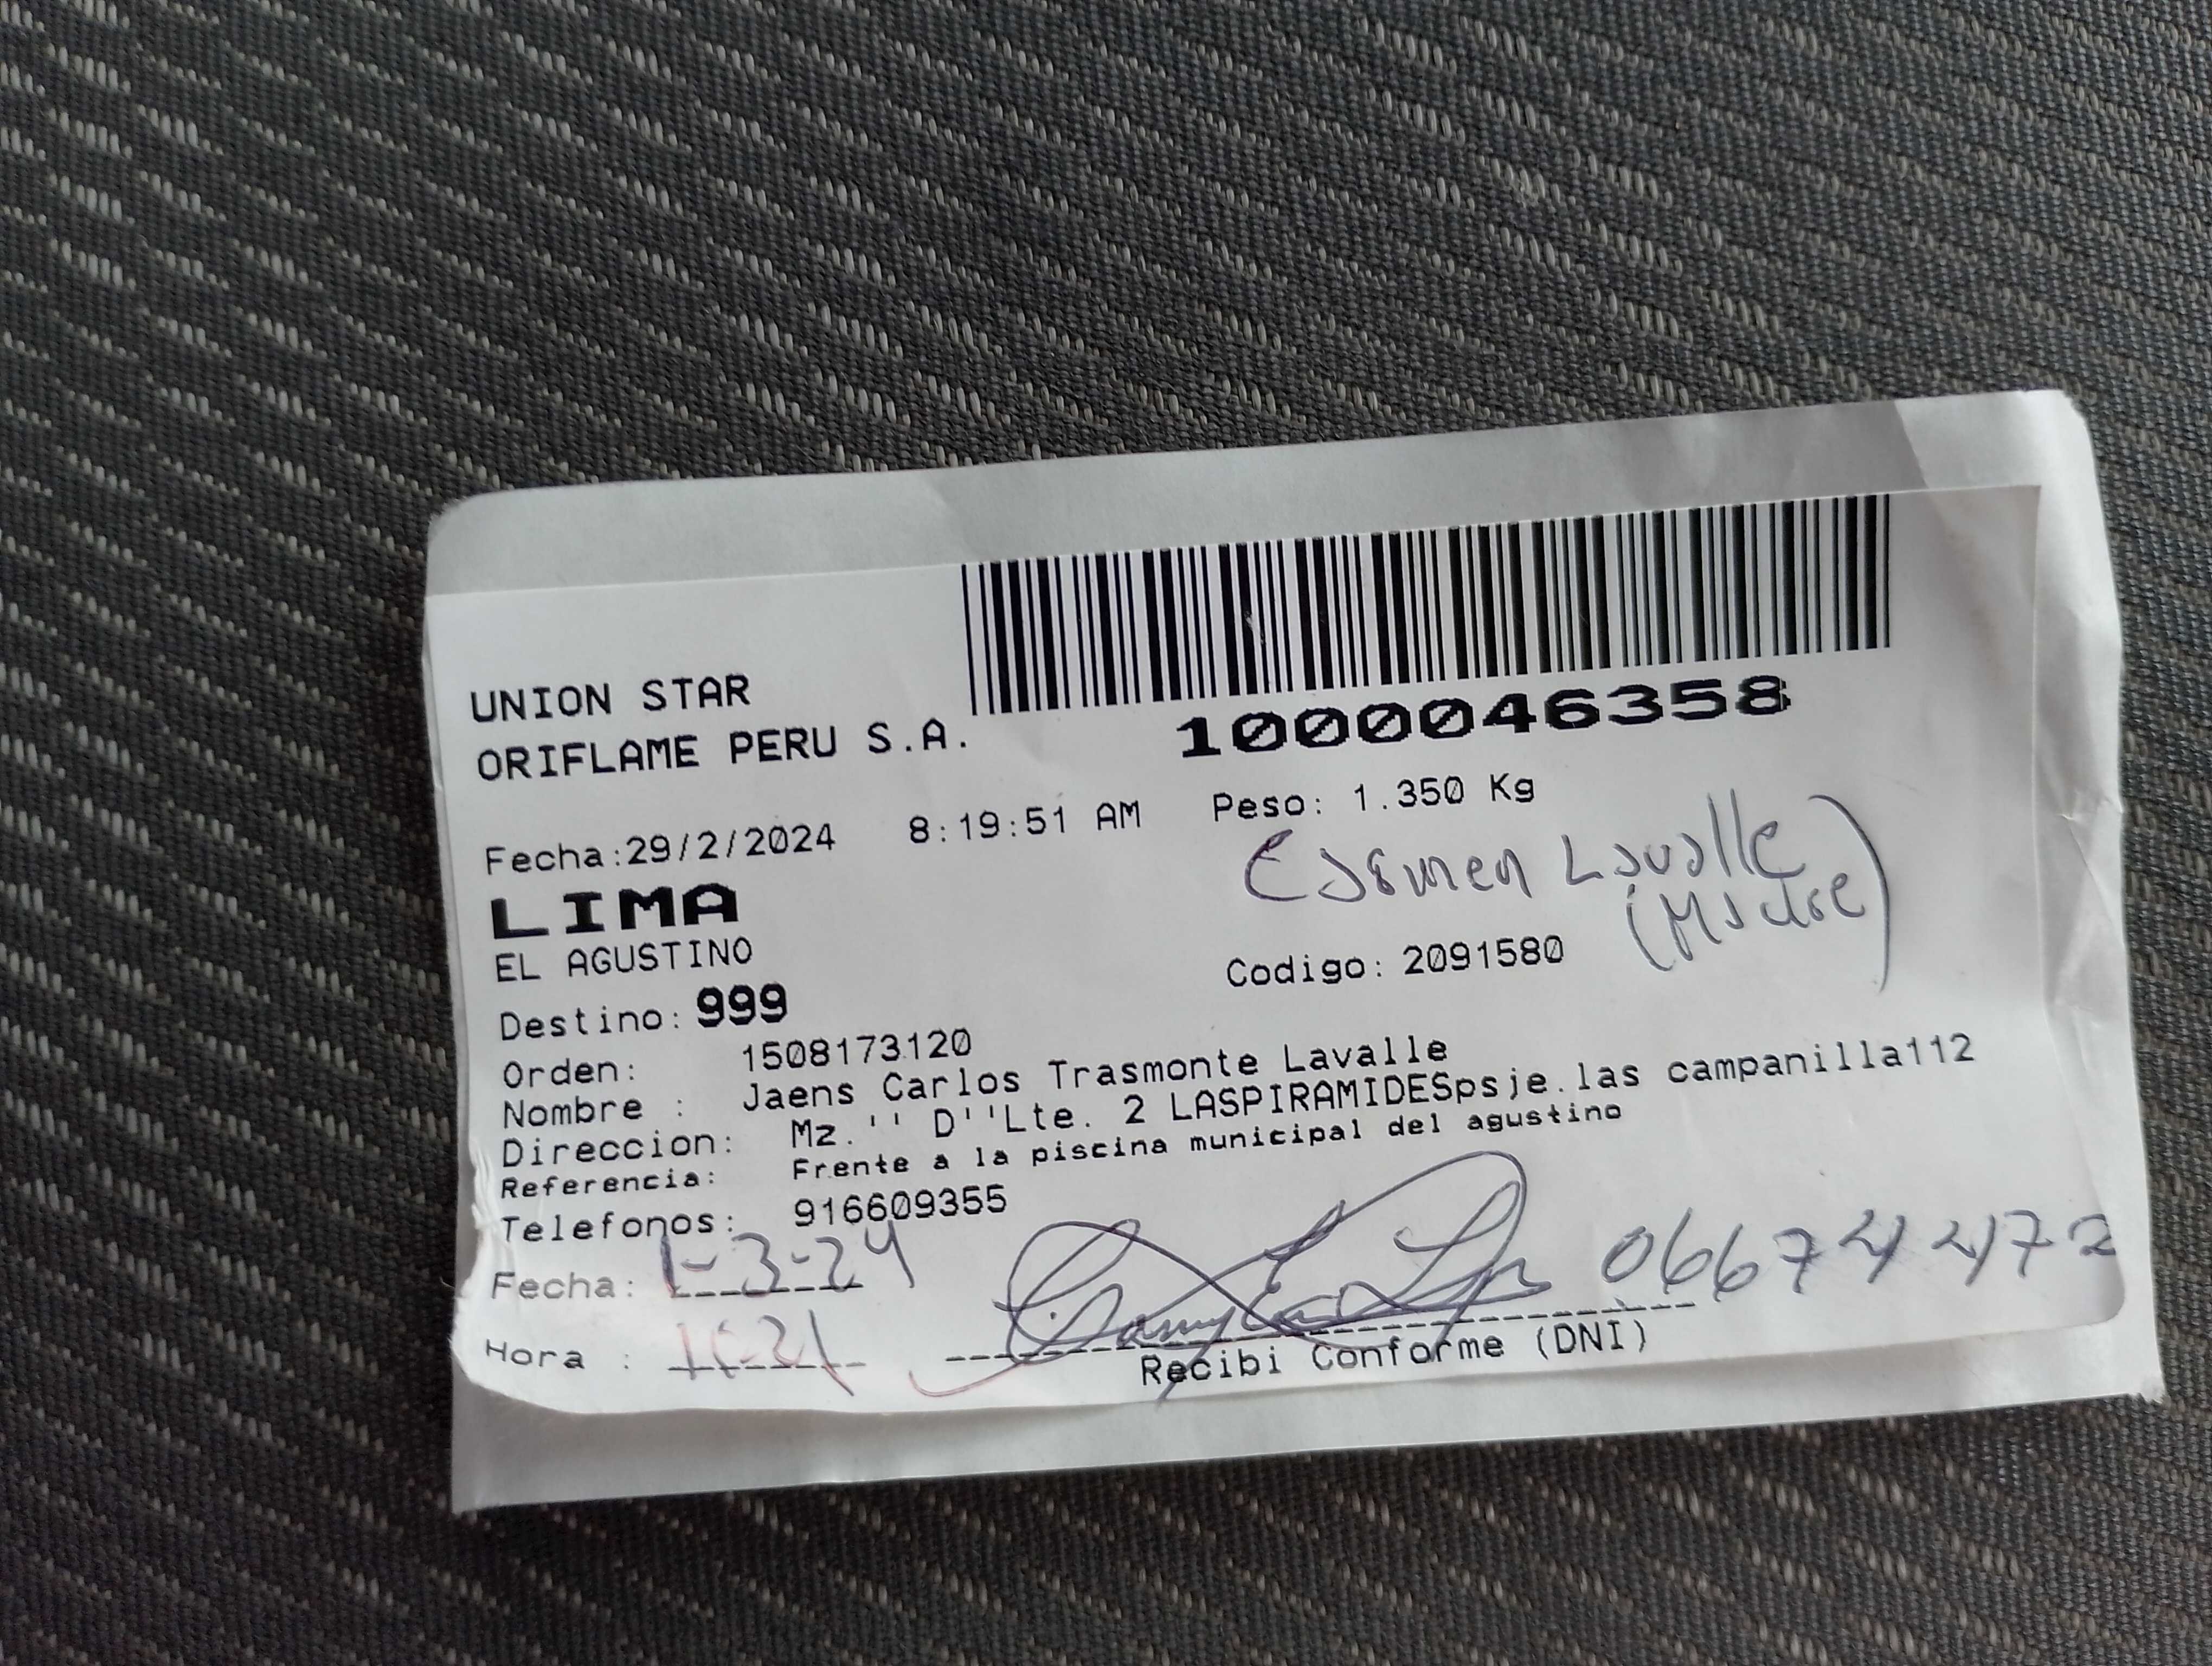 UNION STAR
ORIFLAME PERU S.A.
1000046358
Fecha:29/2/2024 8:19:51 AM Peso: 1.350 Kg
LIMA
Lavalle
(Madre)
EL AGUSTINO
Codigo: 2091580
Destino: 999
Orden: 1508173120
Nombre : Jaens Carlos Trasmonte Lavalle
Direccion: Mz.'' D''Lte. 2 LASPIRAMIDESpsje.las campanilla112
Referencia: Frente a la piscina municipal del agustino
Telefonos: 916609355
Fecha: 1-3-24
Hora :
Recibi Conforme (DNI)